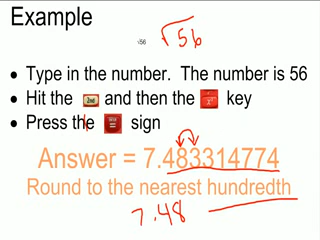 Example
√56 √56
• Type in the number. The number is 56
• Hit the 2nd and then the key
• Press the sign
Answer = 7.483314774
Round to the nearest hundredth
7.48